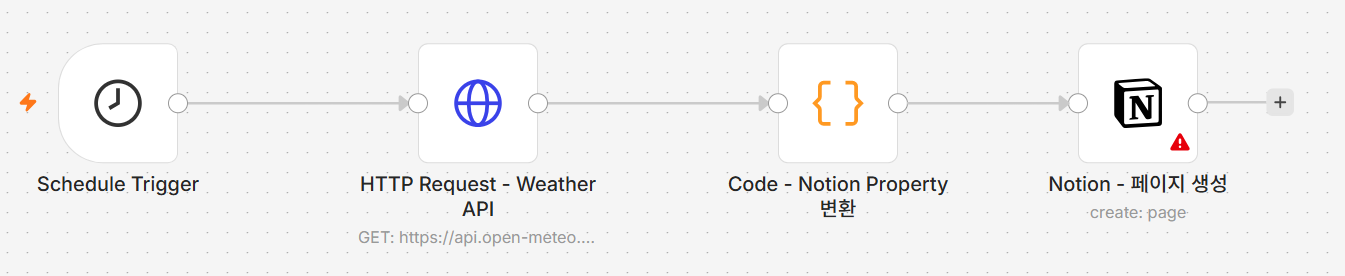 Schedule Trigger
HTTP Request - Weather
API
GET: https://api.open-meteo....
Code - Notion Property
변환
N
Notion - 페이지 생성
create: page